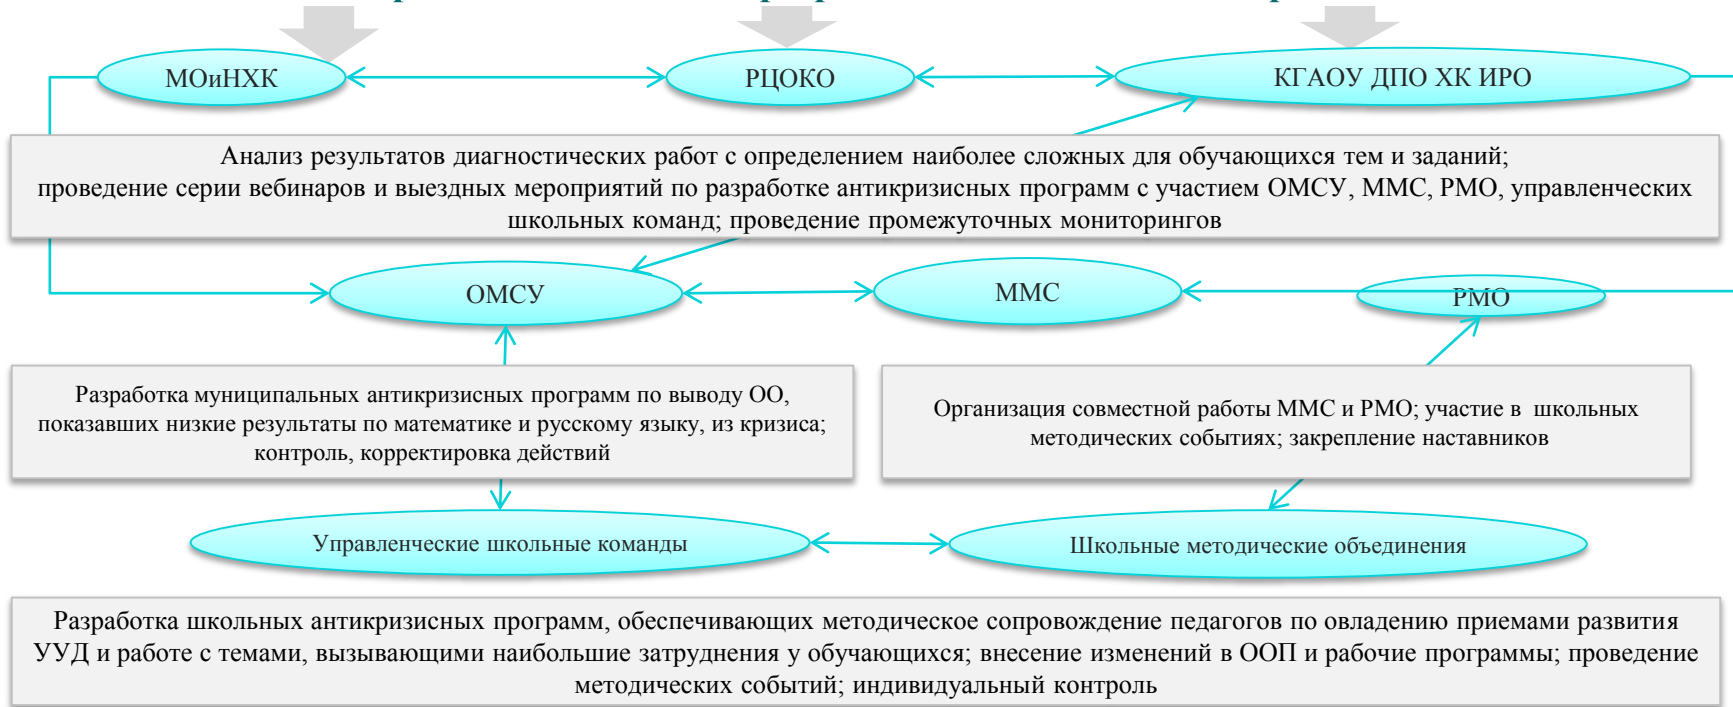 МОиНХК
РЦОКО
КГАОУ ДПО ХК ИРО
Анализ результатов диагностических работ с определением наиболее сложных для обучающихся тем и заданий;
проведение серии вебинаров и выездных мероприятий по разработке антикризисных программ с участием ОМСУ, ММС, РМО, управленческих
школьных команд; проведение промежуточных мониторингов
ОМСУ
ММС
РМО
Разработка муниципальных антикризисных программ по выводу ОО,
показавших низкие результаты по математике и русскому языку, из кризиса;
контроль, корректировка действий
Организация совместной работы ММС и РМО; участие в школьных
методических событиях; закрепление наставников
Управленческие школьные команды
Школьные методические объединения
Разработка школьных антикризисных программ, обеспечивающих методическое сопровождение педагогов по овладению приемами развития
УУД и работе с темами, вызывающими наибольшие затруднения у обучающихся; внесение изменений в ООП и рабочие программы; проведение
методических событий; индивидуальный контроль